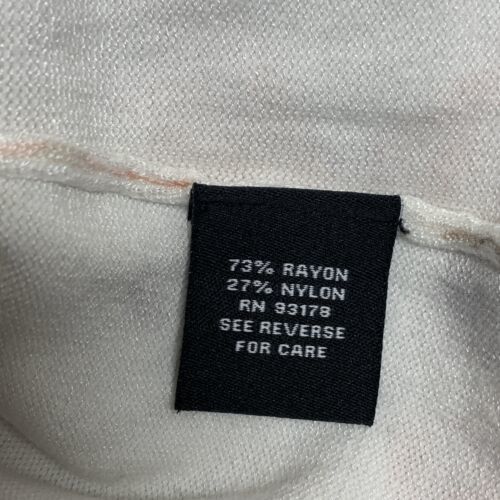 73% RAYON
27% NYLON
RN 93178
SEE REVERSE
FOR CARE